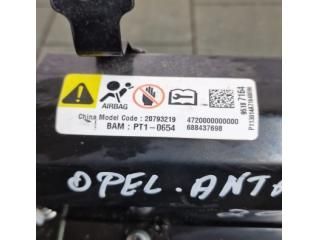 AIRBAG
China Model Code : 20793219 4720000000000
BAM : PT1-0654 688437698
OPEL. ANTA